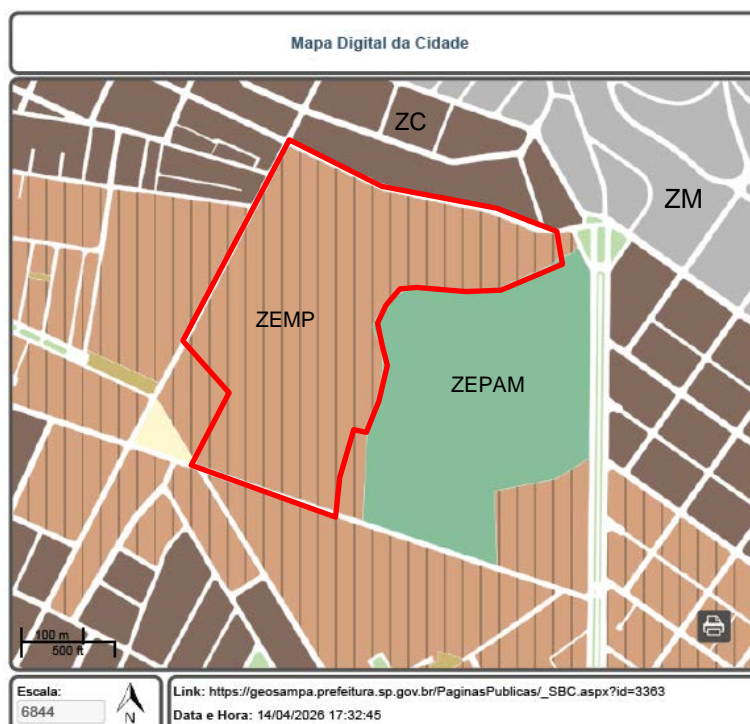 Mapa Digital da Cidade
ZC
ZM
ZEMP
ZEPAM
100 m
500 ft
Escala:
6844
N
Link: https://geosampa.prefeitura.sp.gov.br/PaginasPublicas/_SBC.aspx?id=3363
Data e Hora: 14/04/2026 17:32:45